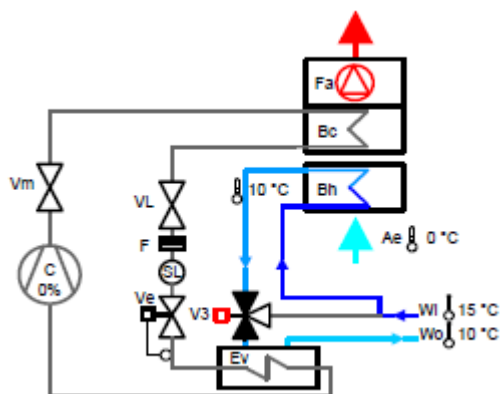 Fa
Bc
Vm
VL
10 °C
Bh
F
Ae 0 °C
C
0%
SL
Ve
V3
WI 15 °C
Wo 10 °C
Ev